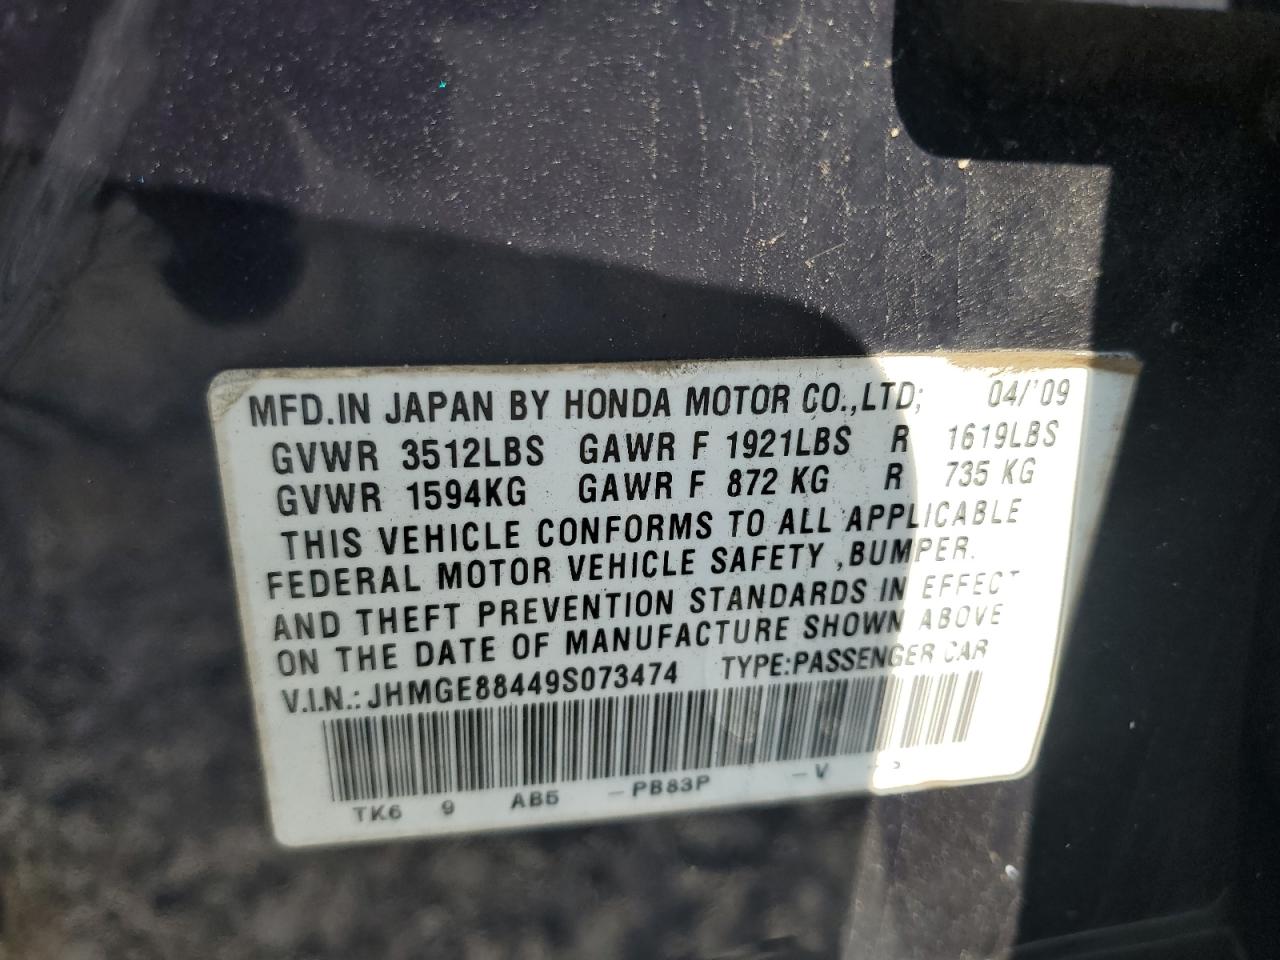 MFD.IN JAPAN BY HONDA MOTOR CO.,LTD; 04/'09
GVWR 3512LBS GAWR F 1921LBS R 1619LBS
GVWR 1594KG GAWR F 872 KG R 735 KG
THIS VEHICLE CONFORMS TO ALL APPLICABLE
FEDERAL MOTOR VEHICLE SAFETY ,BUMPER.
AND THEFT PREVENTION STANDARDS IN EFFECT
ON THE DATE OF MANUFACTURE SHOWN ABOVE
V.I.N.: JHMGE88449S073474 TYPE:PASSENGER CAR
TK6 9 AB5 -PB83P -V